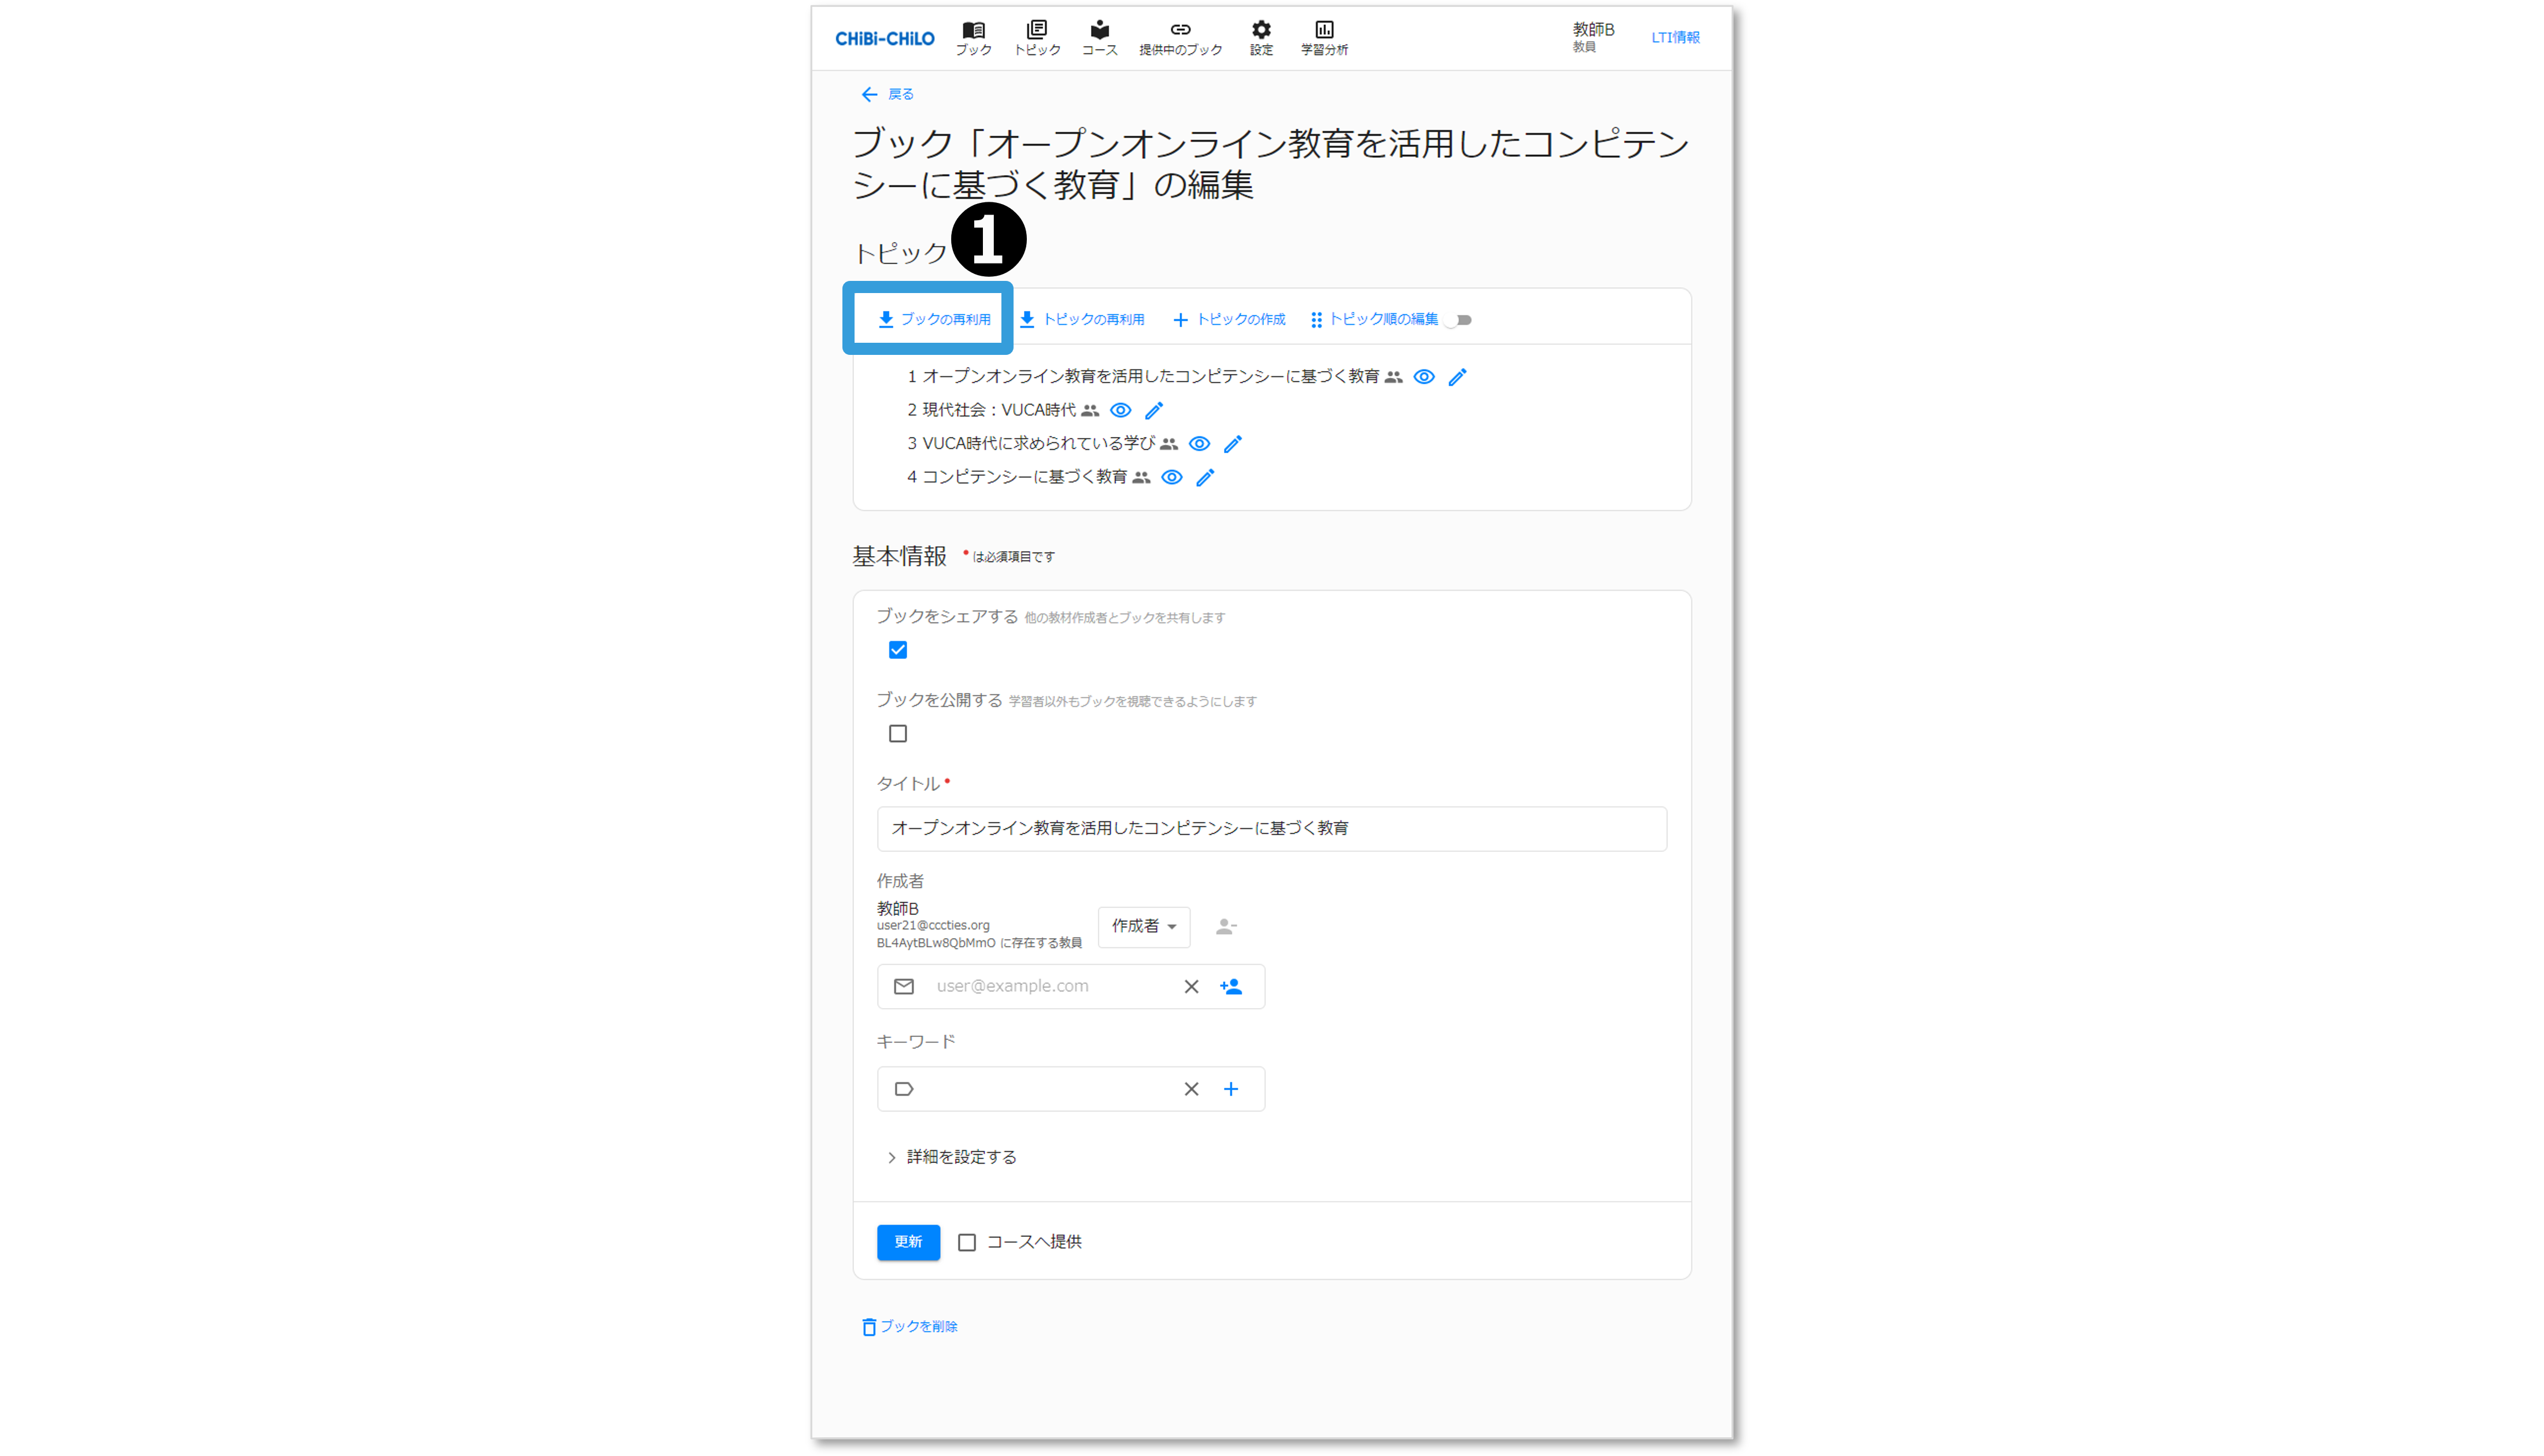 CHiBi-CHiLO
ブック
トピック
コース
提供中のブック
設定
学習分析
教師B
教員
LTI情報
戻る
ブック「オープンオンライン教育を活用したコンピテン
シーに基づく教育」の編集
トピック
1
ブックの再利用
トピックの再利用
トピックの作成
トピック順の編集
1 オープンオンライン教育を活用したコンピテンシーに基づく教育
2 現代社会：VUCA時代
3 VUCA時代に求められている学び
4 コンピテンシーに基づく教育
基本情報 * は必須項目です
ブックをシェアする 他の教材作成者とブックを共有します
ブックを公開する 学習者以外もブックを視聴できるようにします
タイトル*
オープンオンライン教育を活用したコンピテンシーに基づく教育
作成者
教師B
user21@cccties.org
BL4AytBLw8QbMmO に存在する教員
作成者
user@example.com
キーワード
詳細を設定する
更新
コースへ提供
ブックを削除